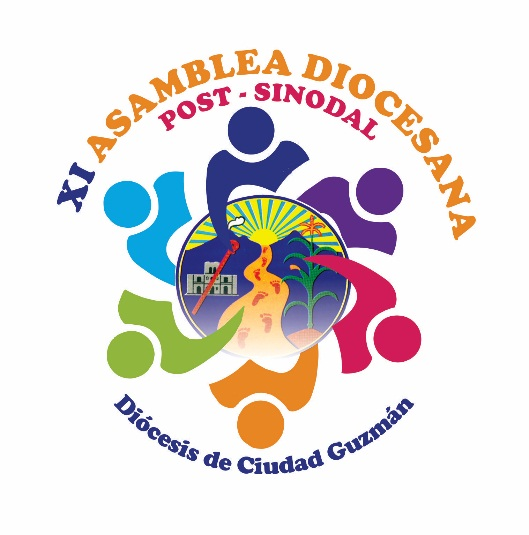 XI ASAMBLEA DIOCESANA
POST - SINODAL
Diócesis de Ciudad Guzmán